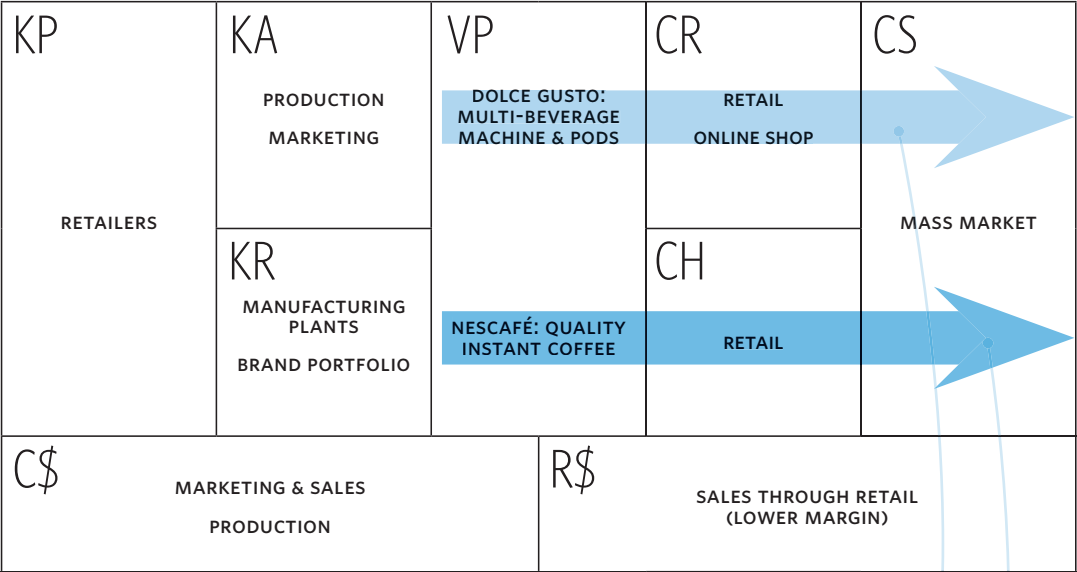 KP
RETAILERS
KA
PRODUCTION
MARKETING
KR
MANUFACTURING
PLANTS
BRAND PORTFOLIO
VP
DOLCE GUSTO:
MULTI-BEVERAGE
MACHINE & PODS
NESCAFÉ: QUALITY
INSTANT COFFEE
CR
RETAIL
ONLINE SHOP
CH
RETAIL
CS
MASS MARKET
C$
MARKETING & SALES
PRODUCTION
R$
SALES THROUGH RETAIL
(LOWER MARGIN)